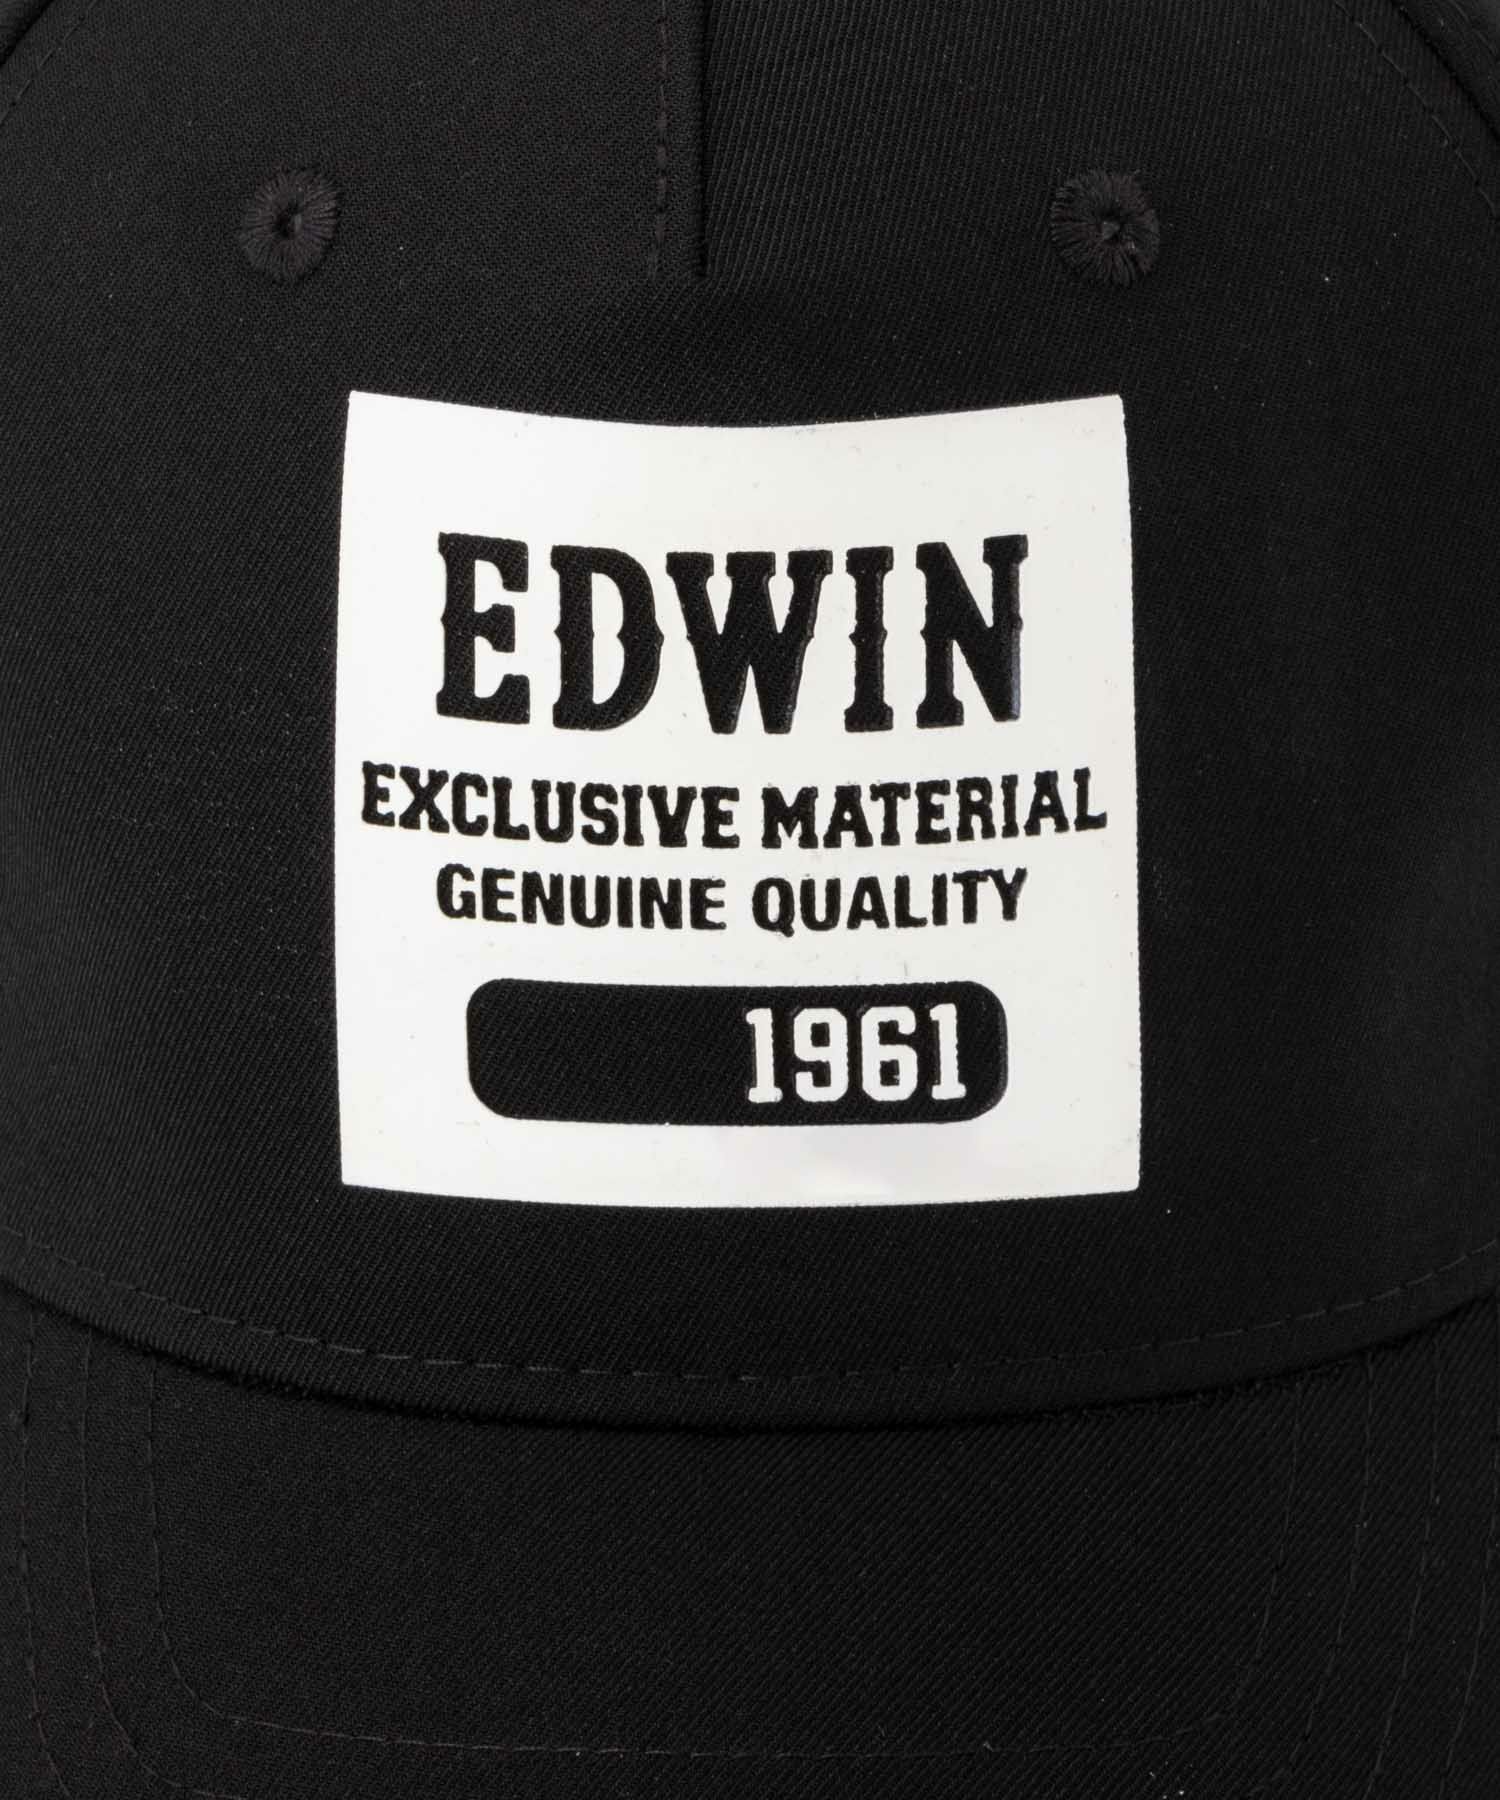 EDWIN
EXCLUSIVE MATERIAL
GENUINE QUALITY
1961